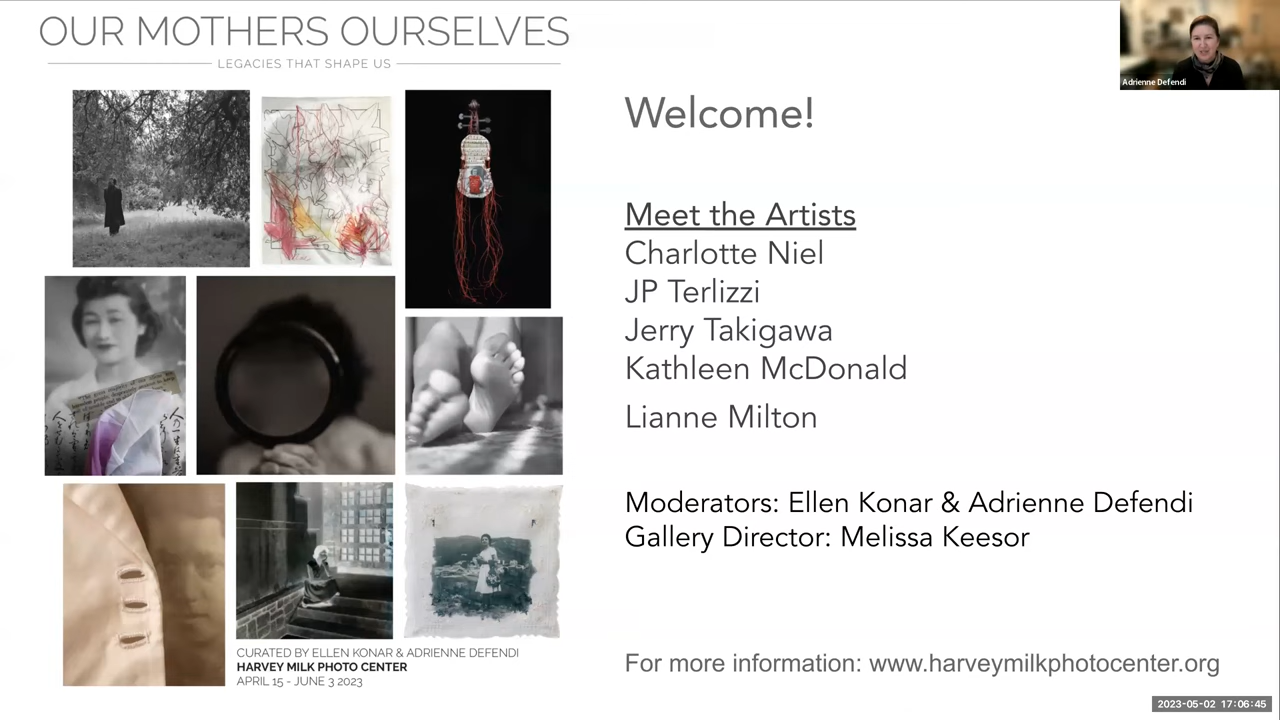 OUR MOTHERS OURSELVES
LEGACIES THAT SHAPE US
CURATED BY ELLEN KONAR & ADRIENNE DEFENDI
HARVEY MILK PHOTO CENTER
APRIL 15 - JUNE 3 2023
Welcome!
Meet the Artists
Charlotte Niel
JP Terlizzi
Jerry Takigawa
Kathleen McDonald
Lianne Milton
Moderators: Ellen Konar & Adrienne Defendi
Gallery Director: Melissa Keesor
For more information: www.harveymilkphotocenter.org
Adrienne Defendi
2023-05-02 17:06:45